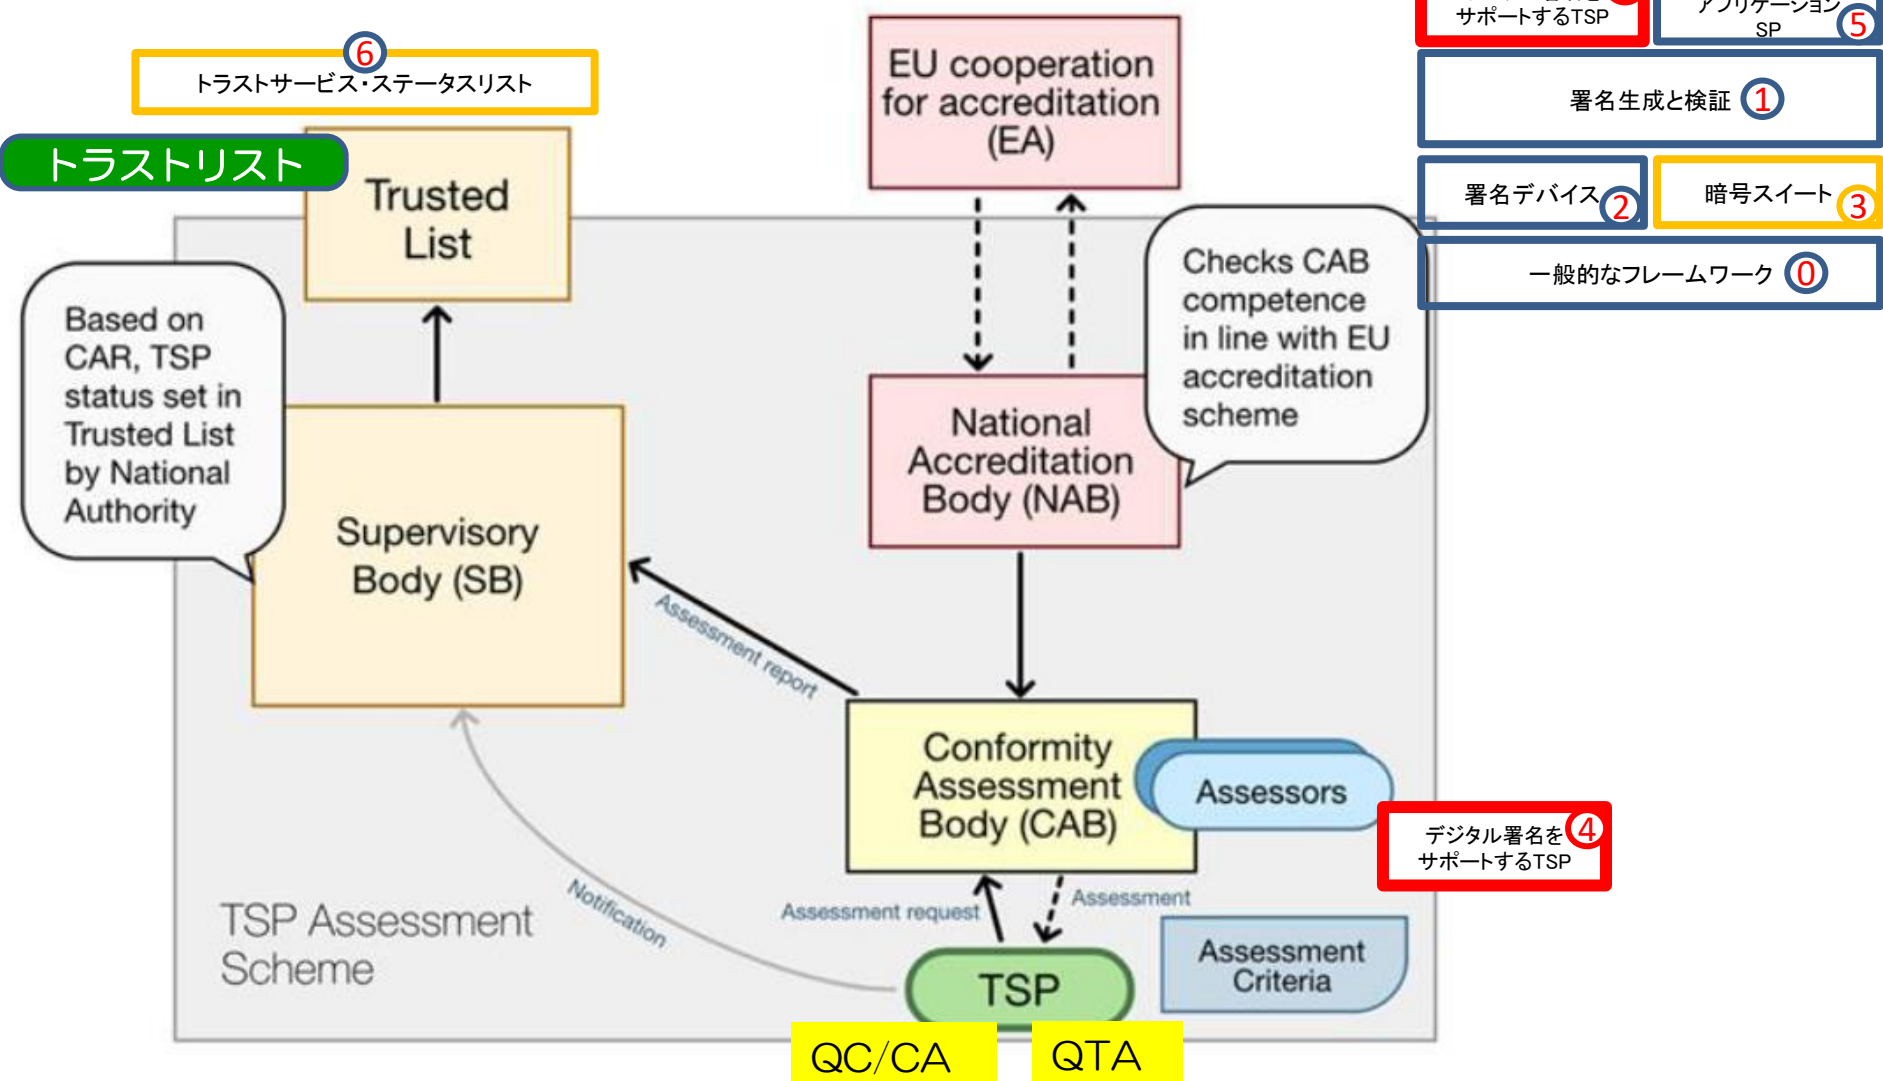 サポートするTSP
アプリケーション
SP
5
6
トラストサービス・ステータスリスト
EU cooperation
for accreditation
(EA)
署名生成と検証
1
トラストリスト
Trusted
List
署名デバイス
2
暗号スイート
3
一般的なフレームワーク
0
Checks CAB
competence
in line with EU
accreditation
scheme
Based on
CAR, TSP
status set in
Trusted List
by National
Authority
National
Accreditation
Body (NAB)
Supervisory
Body (SB)
Assessment report
Conformity
Assessment
Body (CAB)
Assessors
デジタル署名を
サポートするTSP
4
Notification
Assessment request
Assessment
TSP Assessment
Scheme
TSP
Assessment
Criteria
QC/CA
QTA